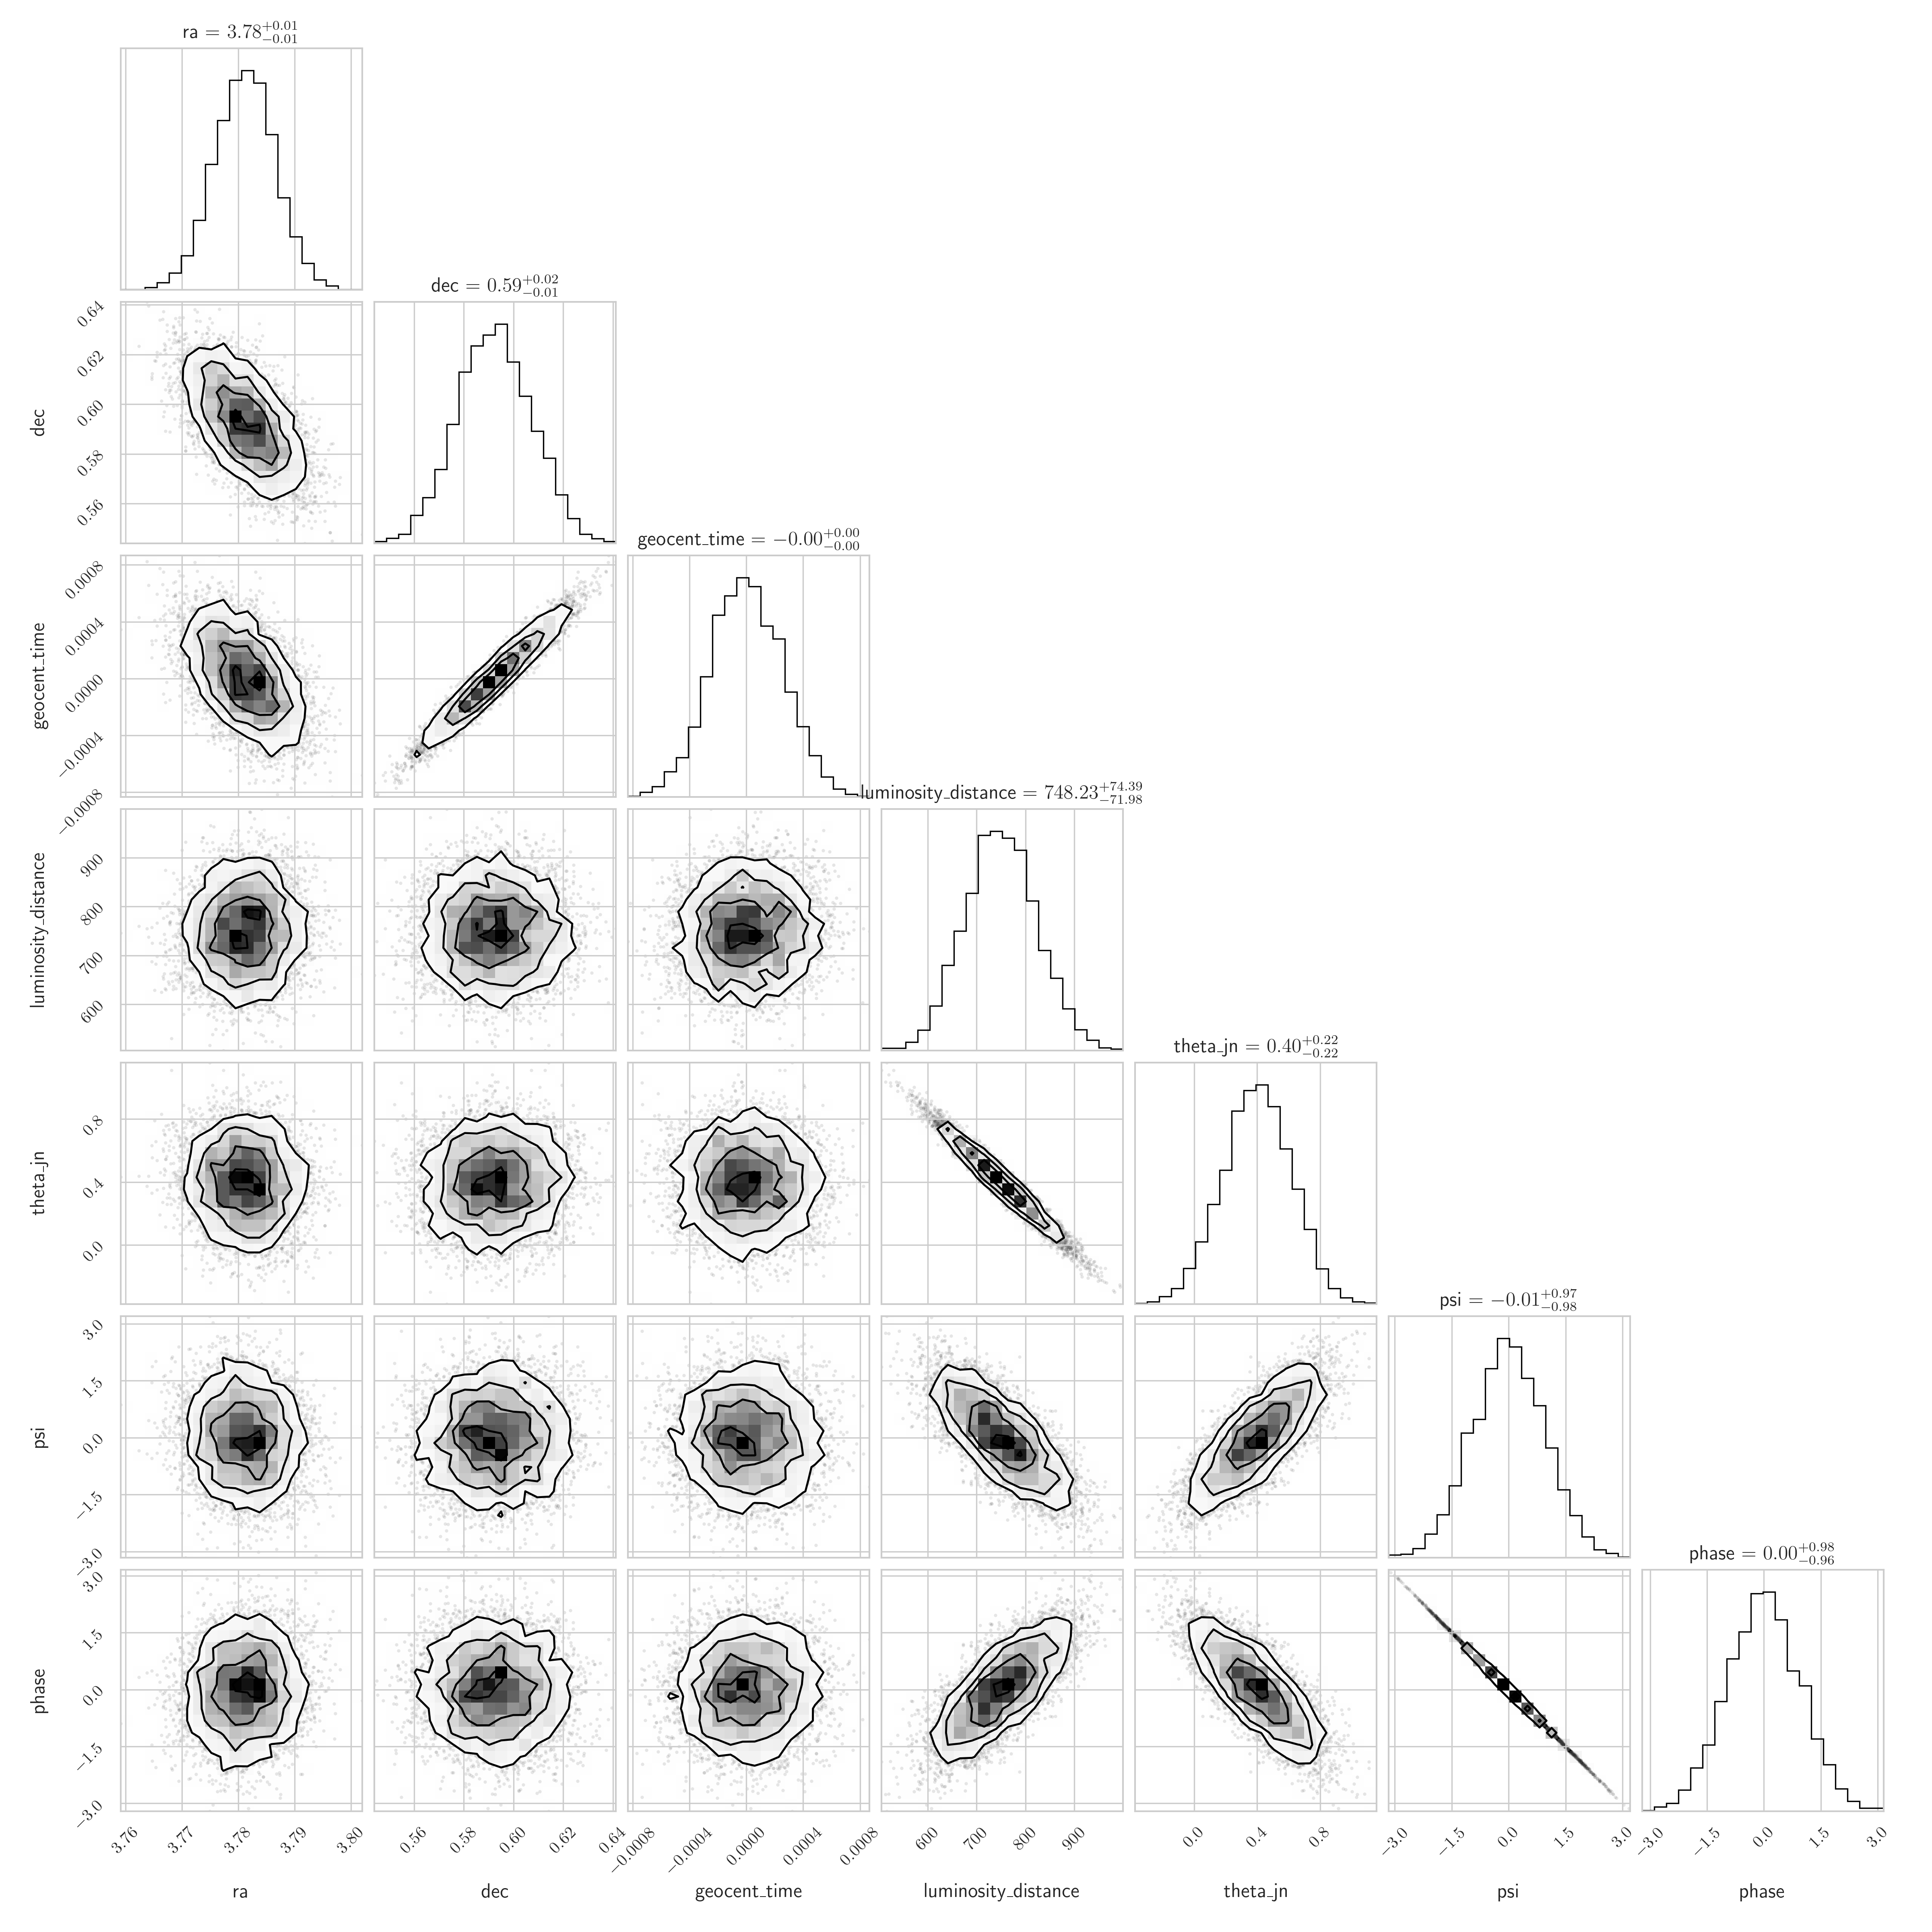 ra = 3.78+0.01−0.01
dec = 0.59+0.02−0.01
0.64
0.62
0.60
0.58
0.56
dec
geocent_time = −0.00+0.00−0.00
0.0008
0.0004
0.0000
−0.0004
−0.0008
geocent_time
luminosity_distance = 748.23+74.39−71.98
900
800
700
600
luminosity_distance
theta_jn = 0.40+0.22−0.22
0.8
0.4
0.0
theta_jn
psi = −0.01+0.97−0.98
3.0
1.5
0.0
−1.5
−3.0
psi
phase = 0.00+0.98−0.96
3.0
1.5
0.0
−1.5
−3.0
phase
3.76 3.77 3.78 3.79 3.80 0.56 0.58 0.60 0.62 0.64 −0.0008 −0.0004 0.0000 0.0004 0.0008 600 700 800 900 0.0 0.4 0.8 −3.0 −1.5 0.0 1.5 3.0 −3.0 −1.5 0.0 1.5 3.0
ra dec geocent_time luminosity_distance theta_jn psi phase